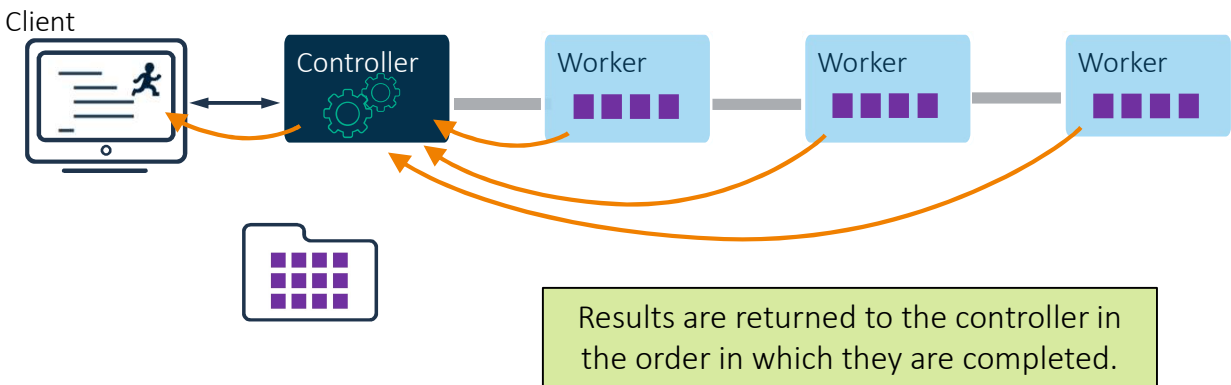 Client
Controller
Worker
Worker
Worker
Results are returned to the controller in
the order in which they are completed.